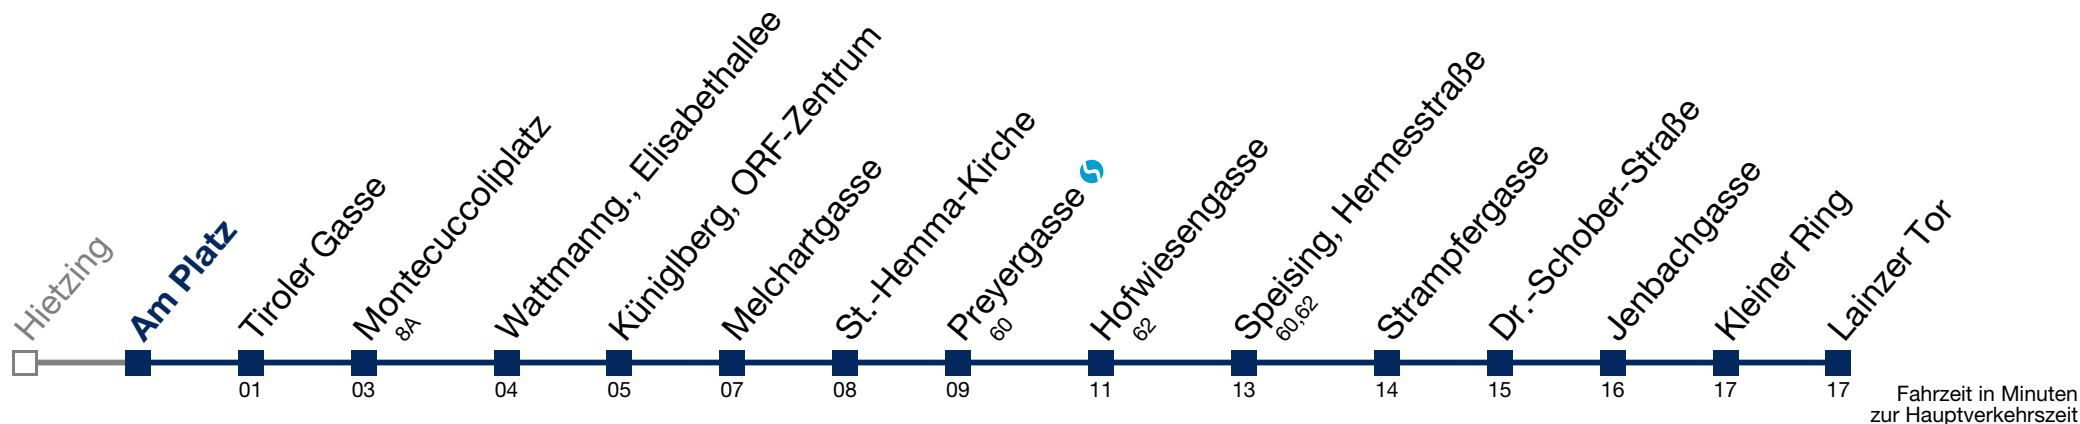 Hietzing
Am Platz
Tiroler Gasse
Montecuccoliplatz
8A
Wattmanng., Elisabethallee
Küniglberg, ORF-Zentrum
Melchartgasse
St.-Hemma-Kirche
Preyergasse
60
Hofwiesengasse
62
Speising, Hermesstraße
60,62
Strampfergasse
Dr.-Schober-Straße
Jenbachgasse
Kleiner Ring
Lainzer Tor
01 03 04 05 07 08 09 11 13 14 15 16 17 17
Fahrzeit in Minuten
zur Hauptverkehrszeit